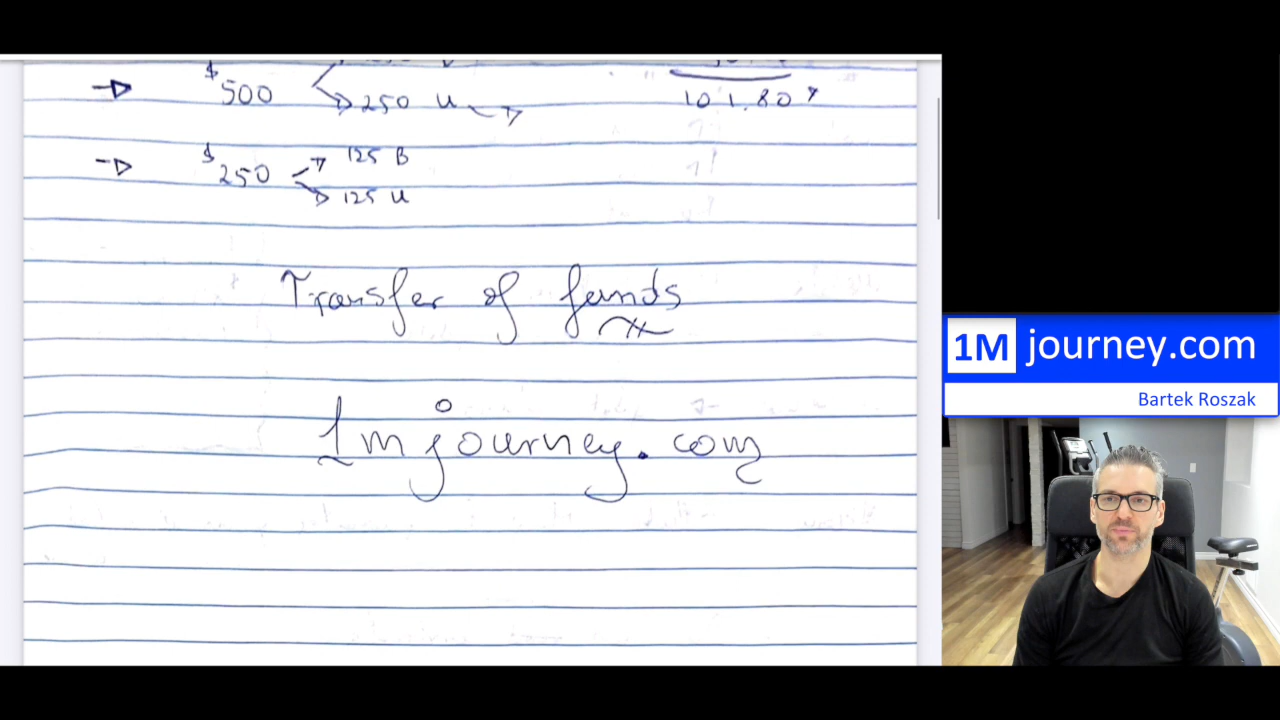 $500
250 U
101.80
$250
125 B
125 U
Transfer of funds
1mjourney.com
1M journey.com
Bartek Roszak